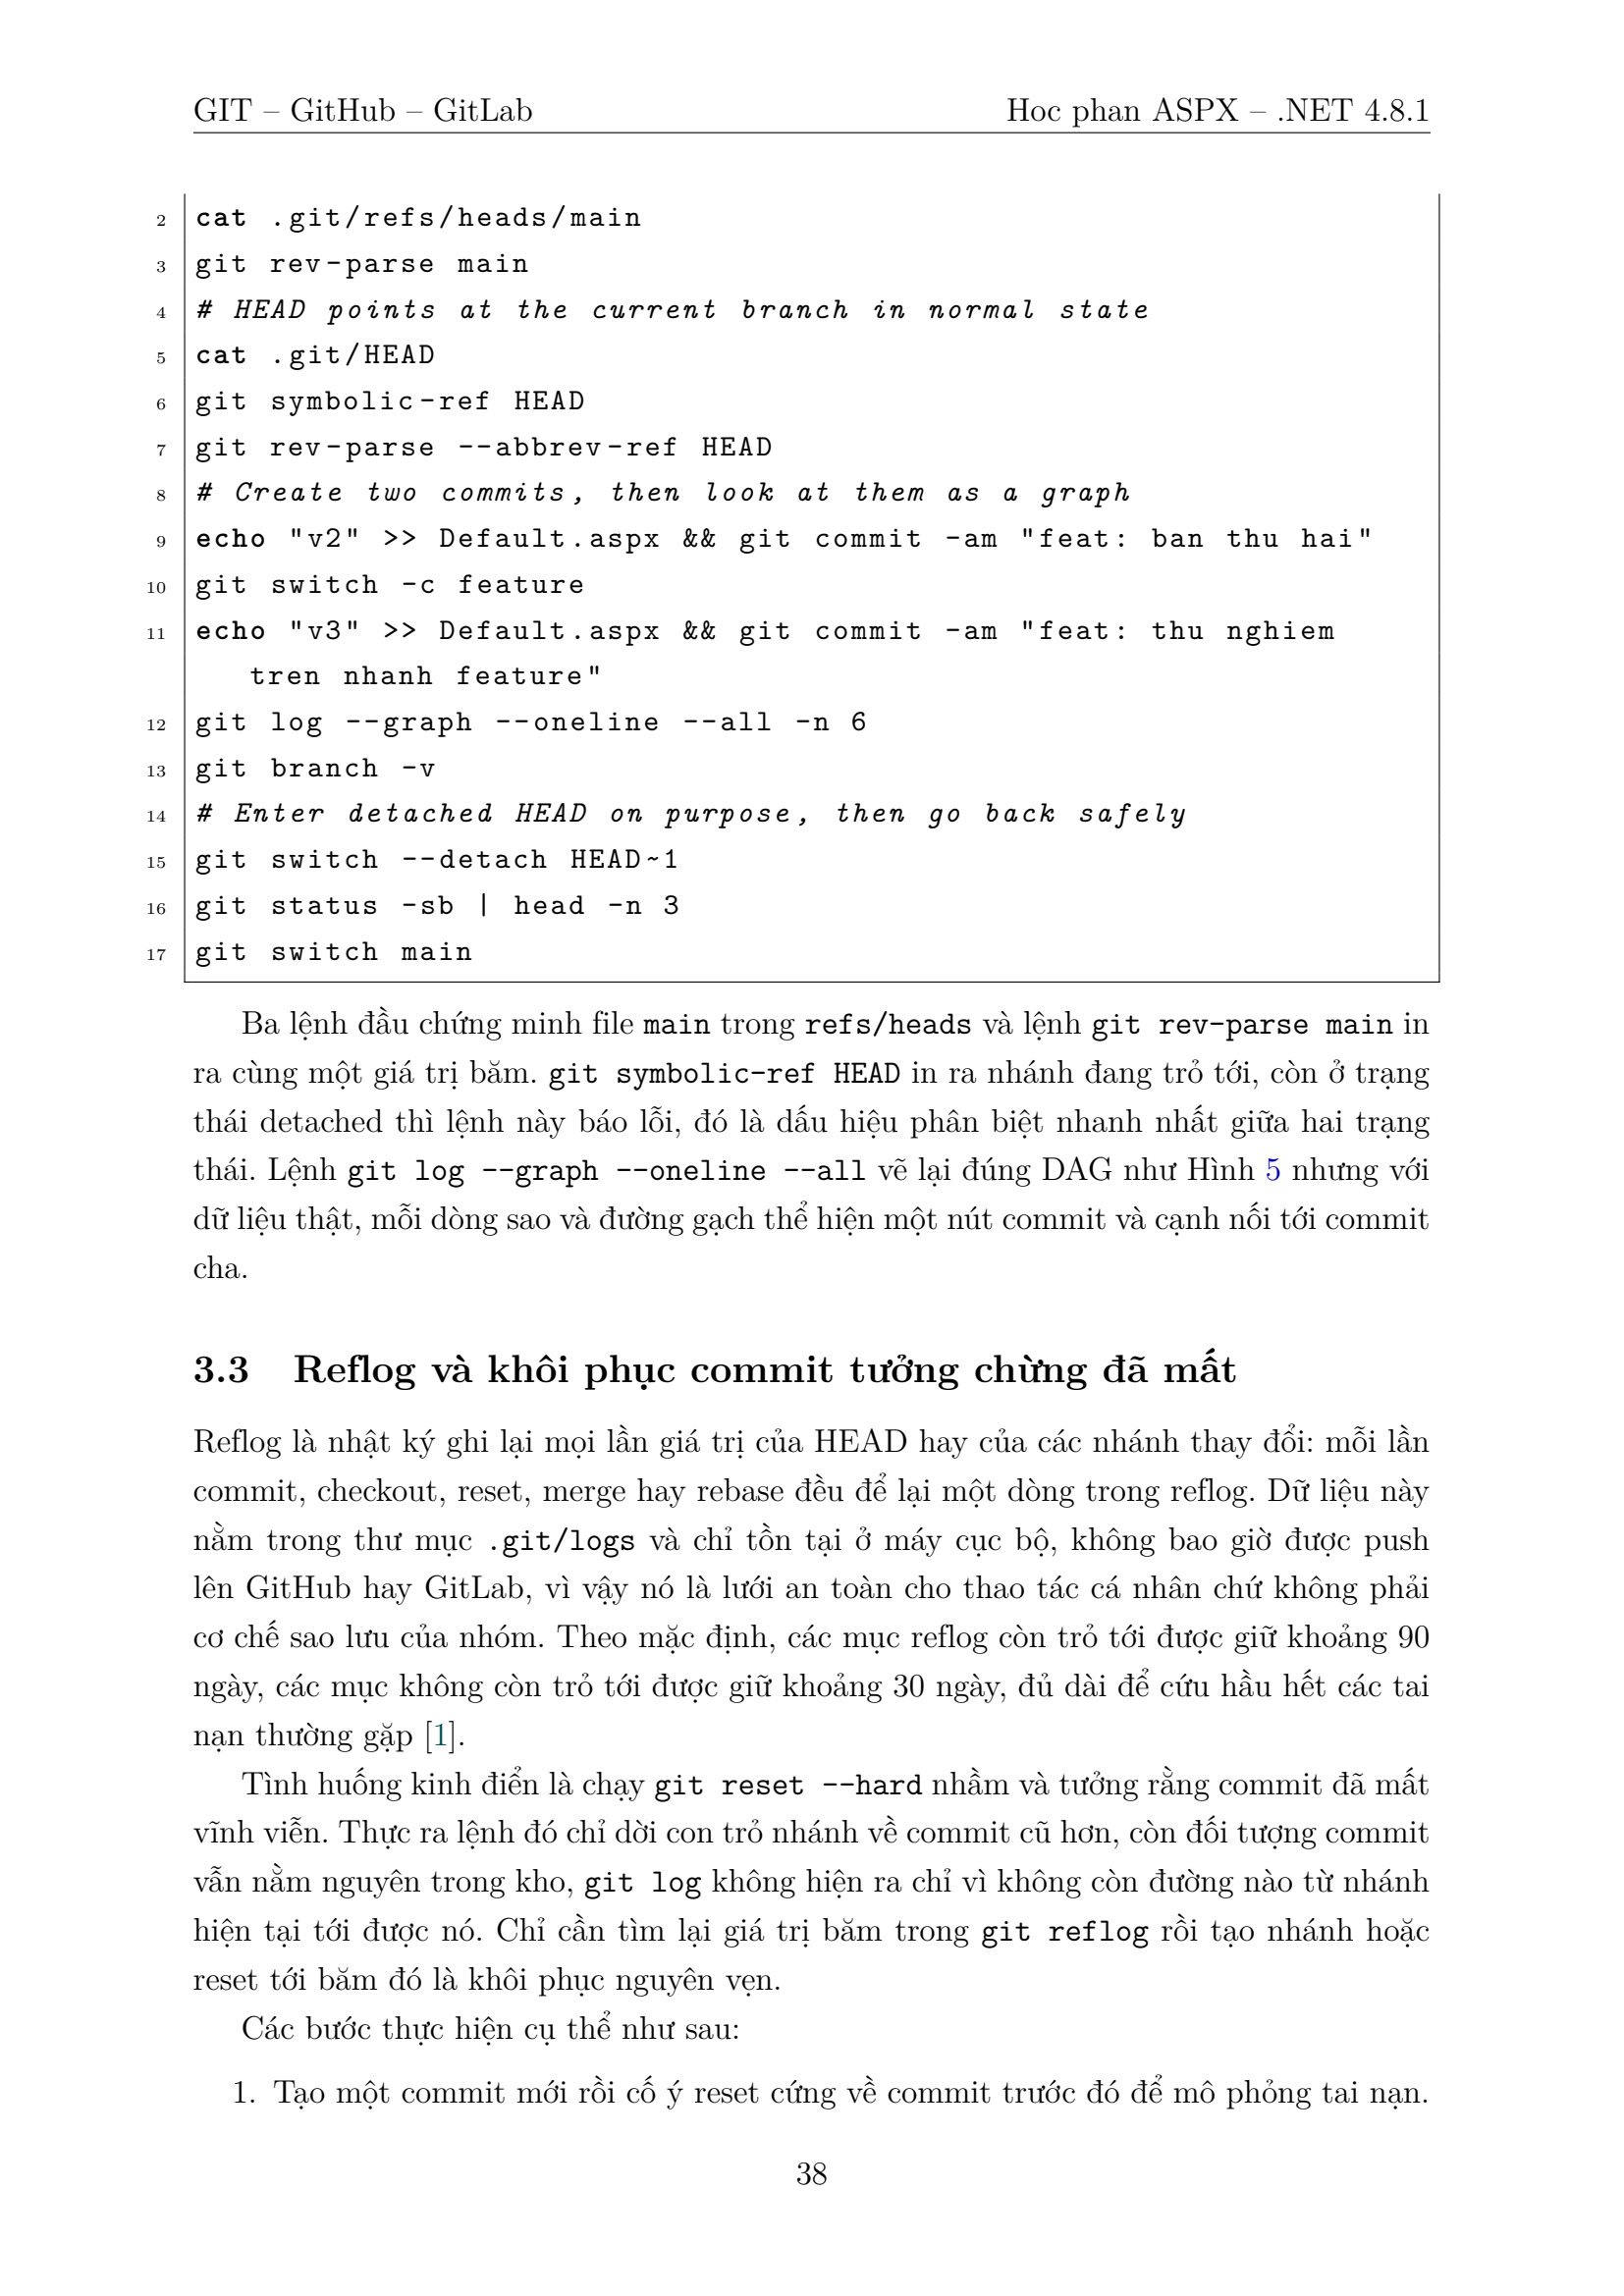 GIT – GitHub – GitLab
Hoc phan ASPX – .NET 4.8.1
2 cat .git/refs/heads/main
3 git rev-parse main
4 # HEAD points at the current branch in normal state
5 cat .git/HEAD
6 git symbolic-ref HEAD
7 git rev-parse --abbrev-ref HEAD
8 # Create two commits, then look at them as a graph
9 echo "v2" >> Default.aspx && git commit -am "feat: ban thu hai"
10 git switch -c feature
11 echo "v3" >> Default.aspx && git commit -am "feat: thu nghiem
tren nhanh feature"
12 git log --graph --oneline --all -n 6
13 git branch -v
14 # Enter detached HEAD on purpose, then go back safely
15 git switch --detach HEAD~1
16 git status -sb | head -n 3
17 git switch main
Ba lệnh đầu chứng minh file main trong refs/heads và lệnh git rev-parse main in
ra cùng một giá trị băm. git symbolic-ref HEAD in ra nhánh đang trỏ tới, còn ở trạng
thái detached thì lệnh này báo lỗi, đó là dấu hiệu phân biệt nhanh nhất giữa hai trạng
thái. Lệnh git log --graph --oneline --all vẽ lại đúng DAG như Hình 5 nhưng với
dữ liệu thật, mỗi dòng sao và đường gạch thể hiện một nút commit và cạnh nối tới commit
cha.
3.3 Reflog và khôi phục commit tưởng chừng đã mất
Reflog là nhật ký ghi lại mọi lần giá trị của HEAD hay của các nhánh thay đổi: mỗi lần
commit, checkout, reset, merge hay rebase đều để lại một dòng trong reflog. Dữ liệu này
nằm trong thư mục .git/logs và chỉ tồn tại ở máy cục bộ, không bao giờ được push
lên GitHub hay GitLab, vì vậy nó là lưới an toàn cho thao tác cá nhân chứ không phải
cơ chế sao lưu của nhóm. Theo mặc định, các mục reflog còn trỏ tới được giữ khoảng 90
ngày, các mục không còn trỏ tới được giữ khoảng 30 ngày, đủ dài để cứu hầu hết các tai
nạn thường gặp [1].
Tình huống kinh điển là chạy git reset --hard nhầm và tưởng rằng commit đã mất
vĩnh viễn. Thực ra lệnh đó chỉ dời con trỏ nhánh về commit cũ hơn, còn đối tượng commit
vẫn nằm nguyên trong kho, git log không hiện ra chỉ vì không còn đường nào từ nhánh
hiện tại tới được nó. Chỉ cần tìm lại giá trị băm trong git reflog rồi tạo nhánh hoặc
reset tới băm đó là khôi phục nguyên vẹn.
Các bước thực hiện cụ thể như sau:
1. Tạo một commit mới rồi cố ý reset cứng về commit trước đó để mô phỏng tai nạn.
38